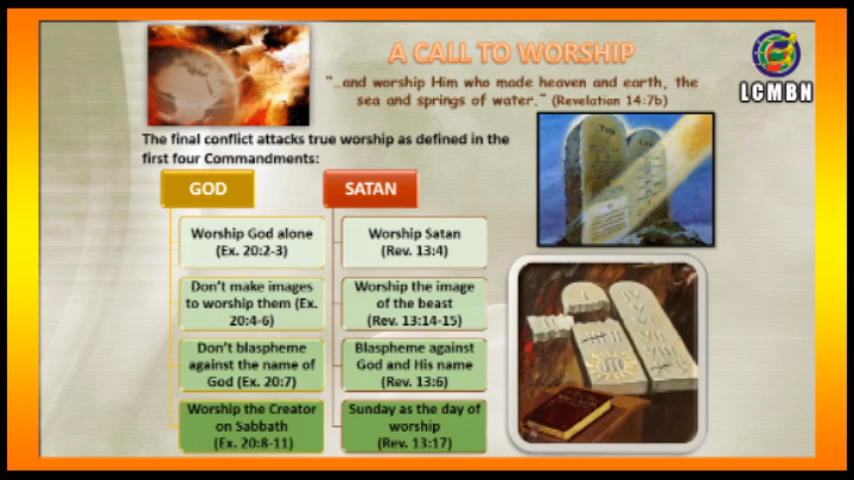 A CALL TO WORSHIP
"...and worship Him who made heaven and earth, the
sea and springs of water." (Revelation 14:7b)
LCMBN
The final conflict attacks true worship as defined in the
first four Commandments:
GOD
Worship God alone
(Ex. 20:2-3)
Don't make images
to worship them (Ex.
20:4-6)
Don't blaspheme
against the name of
God (Ex. 20:7)
Worship the Creator
on Sabbath
(Ex. 20:8-11)
SATAN
Worship Satan
(Rev. 13:4)
Worship the image
of the beast
(Rev. 13:14-15)
Blaspheme against
God and His name
(Rev. 13:6)
Sunday as the day of
worship
(Rev. 13:17)